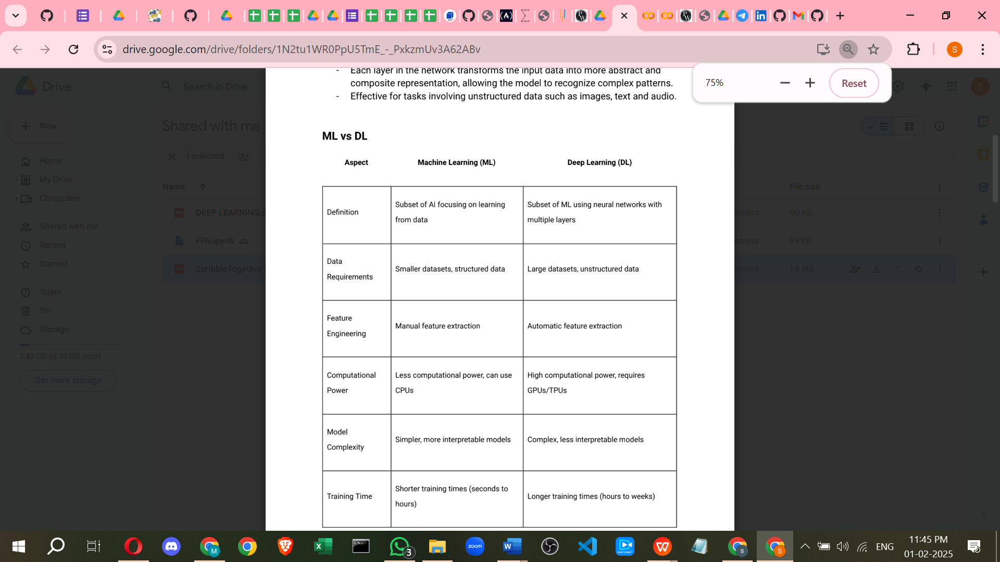 drive.google.com/drive/folders/1N2tu1WR0PpU5TmE_-_PxkzmUv3A62ABv
S
75%
Reset
Drive
Search in Drive
S
New
Shared with me
1 selected
Home
My Drive
Computers
Shared with me
Recent
Starred
Spam
Bin
Storage
1.43 GB of 15 GB used
Get more storage
Name
File size
DEEP LEARNING.p
90 KB
FFN.ipynb
89 KB
ScribbleTogether
1.5 MB
- Each layer in the network transforms the input data into more abstract and
composite representation, allowing the model to recognize complex patterns.
- Effective for tasks involving unstructured data such as images, text and audio.
ML vs DL
Aspect Machine Learning (ML) Deep Learning (DL)
Definition
Subset of AI focusing on learning
from data
Subset of ML using neural networks with
multiple layers
Data
Requirements
Smaller datasets, structured data
Large datasets, unstructured data
Feature
Engineering
Manual feature extraction
Automatic feature extraction
Computational
Power
Less computational power, can use
CPUs
High computational power, requires
GPUs/TPUs
Model
Complexity
Simpler, more interpretable models
Complex, less interpretable models
Training Time
Shorter training times (seconds to
hours)
Longer training times (hours to weeks)
M
3
zoom
ENG
11:45 PM
01-02-2025